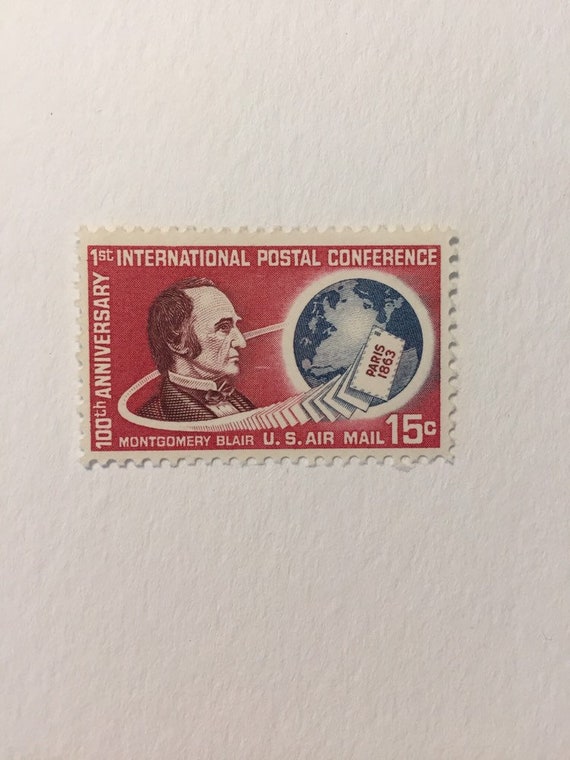 1st INTERNATIONAL POSTAL CONFERENCE
100th ANNIVERSARY
PARIS
1863
MONTGOMERY BLAIR U.S. AIR MAIL 15c